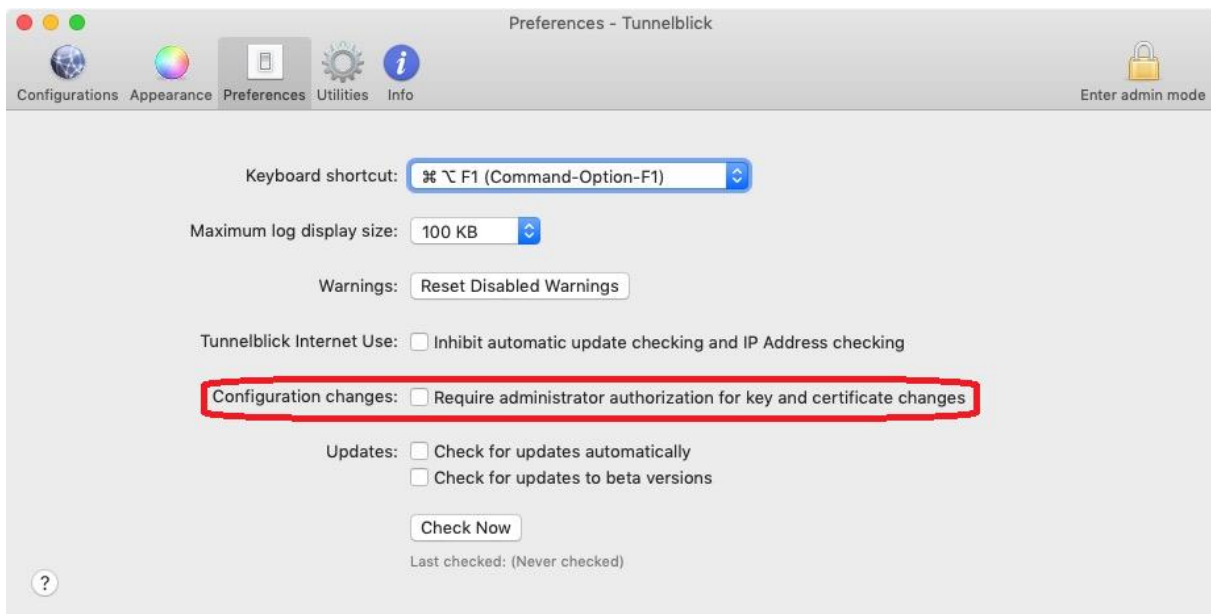 Preferences - Tunnelblick
Configurations Appearance Preferences Utilities Info Enter admin mode
Keyboard shortcut: ⌘⌥ F1 (Command-Option-F1)
Maximum log display size: 100 KB
Warnings: Reset Disabled Warnings
Tunnelblick Internet Use: Inhibit automatic update checking and IP Address checking
Configuration changes: Require administrator authorization for key and certificate changes
Updates: Check for updates automatically
Check for updates to beta versions
Check Now
Last checked: (Never checked)
?